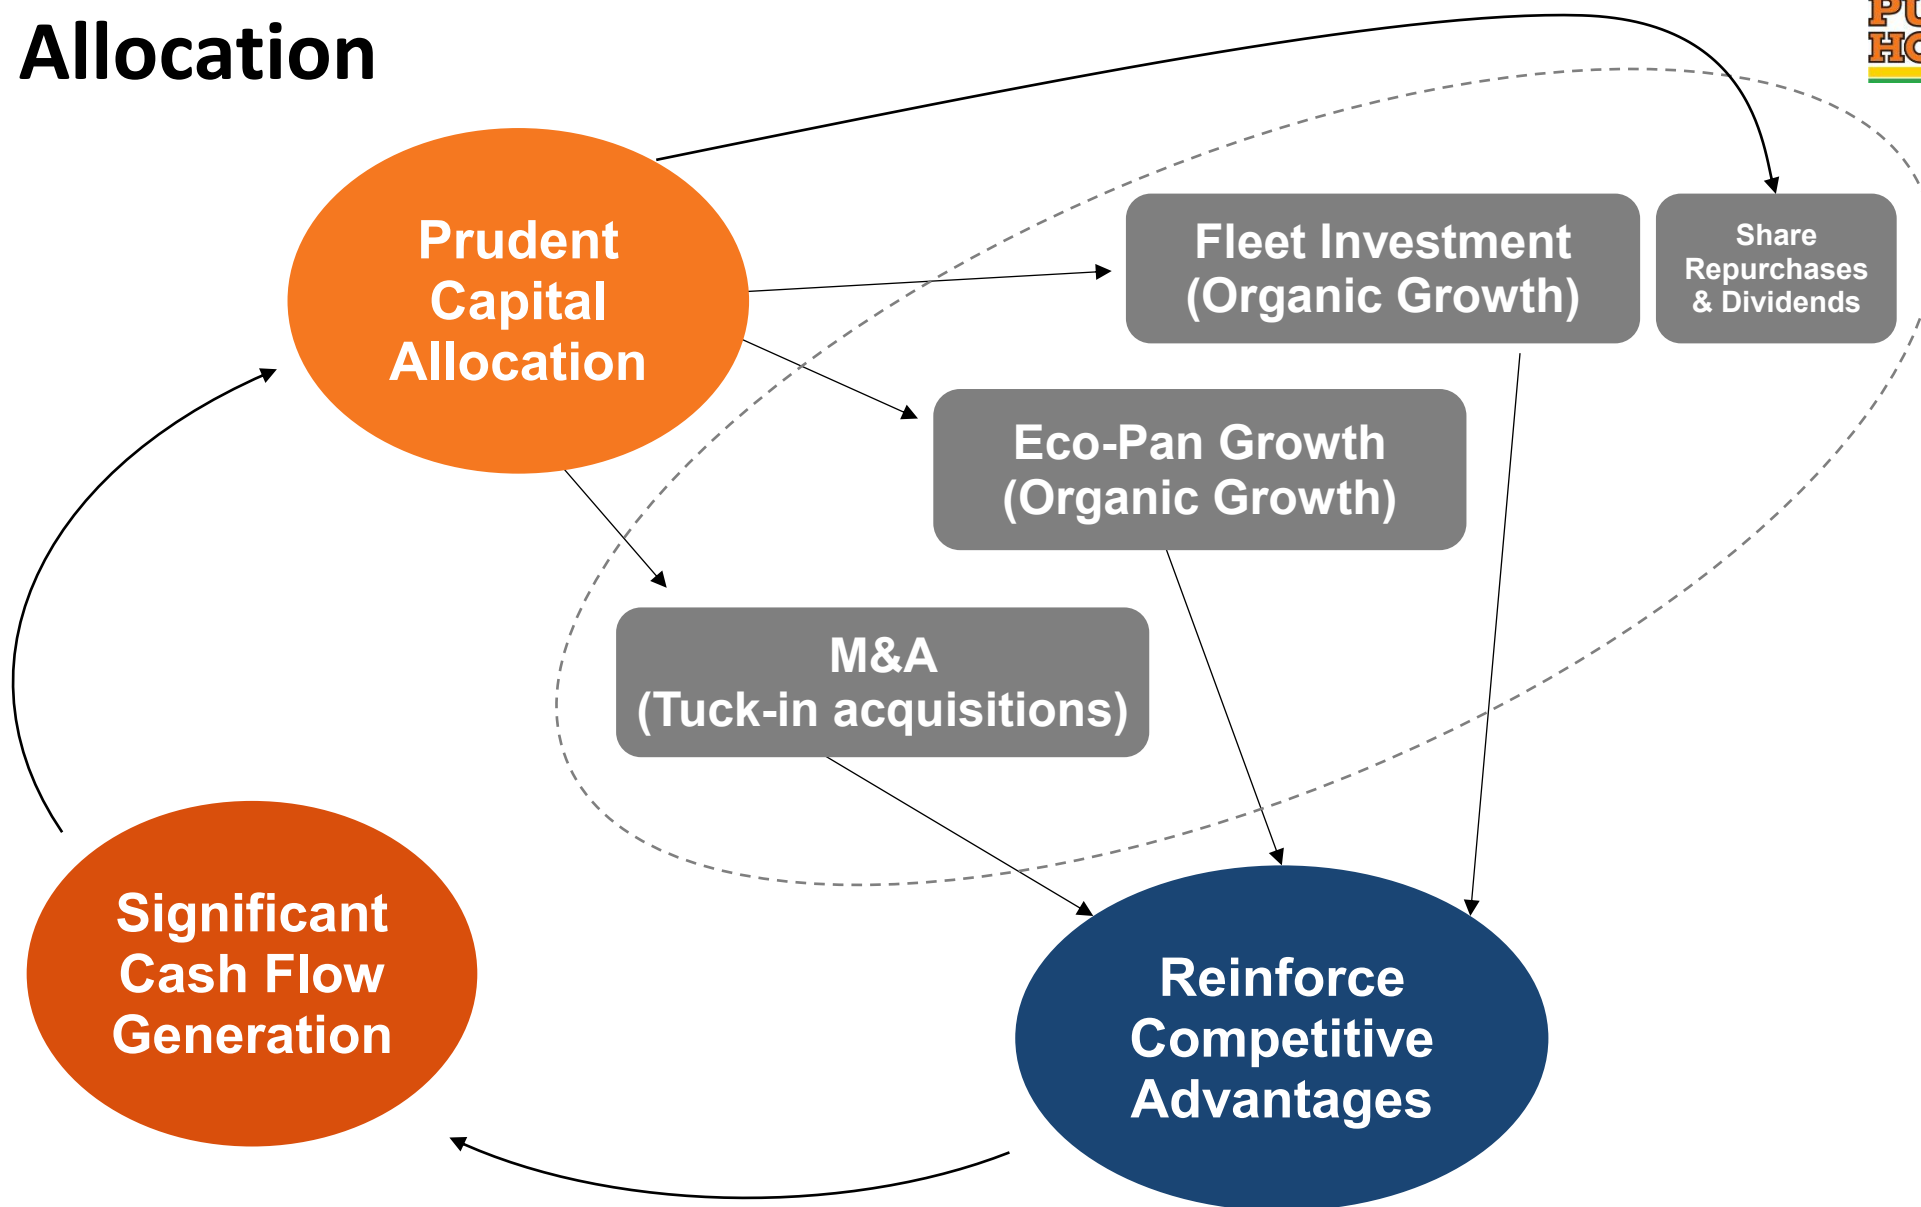 Allocation
Prudent
Capital
Allocation
Fleet Investment
(Organic Growth)
Share
Repurchases
& Dividends
Eco-Pan Growth
(Organic Growth)
M&A
(Tuck-in acquisitions)
Significant
Cash Flow
Generation
Reinforce
Competitive
Advantages